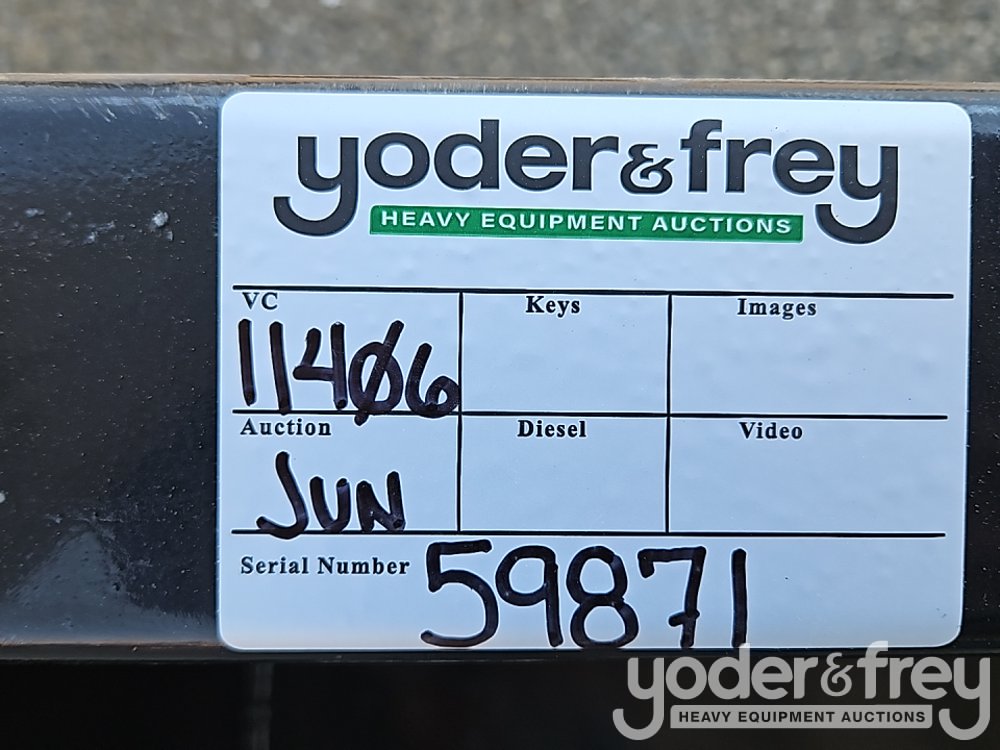 yoder&frey
HEAVY EQUIPMENT AUCTIONS
VC Keys Images
11406
Auction Diesel Video
JUN
Serial Number 59871
yoder&frey
HEAVY EQUIPMENT AUCTIONS